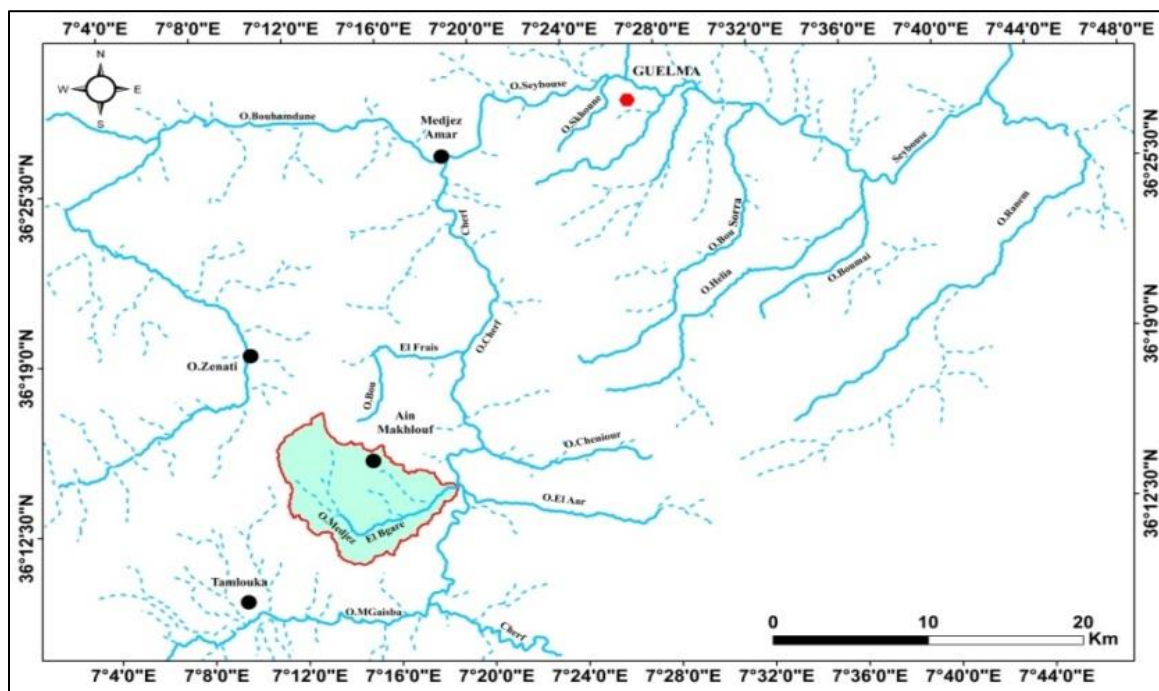 7°4'0"E 7°8'0"E 7°12'0"E 7°16'0"E 7°19'0"E 7°24'0"E 7°28'0"E 7°32'0"E 7°36'0"E 7°40'0"E 7°44'0"E 7°48'0"E
N
W E
S
GUELMA
O.Seybouse
O.Skhoune
O.Bouhamdane
Medjez
Amar
Seybouse
36°25'30"N
36°25'30"N
Cherf
O.Bou Sorra
O.Ranem
O.Helia
O.Boumai
36°19'0"N
36°19'0"N
O.Cherf
El Frais
O.Zenati
O.Bou
Ain
Makhlouf
O.Cheniour
O.El Aar
36°12'30"N
36°12'30"N
O.Medjez
El Bgare
Tamlouka
O.MGaisba
Cherf
0 10 20
Km
7°4'0"E 7°8'0"E 7°12'0"E 7°16'0"E 7°20'0"E 7°24'0"E 7°28'0"E 7°32'0"E 7°36'0"E 7°40'0"E 7°44'0"E